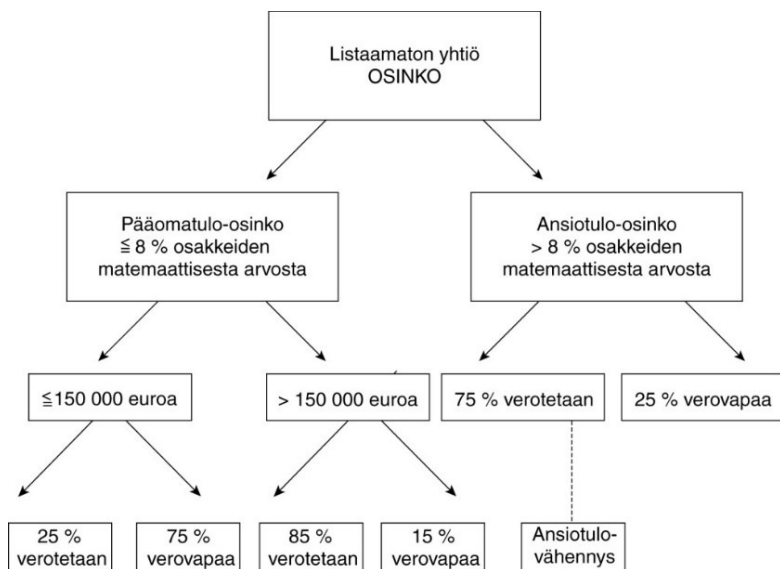 Listaamaton yhtiö
OSINKO
Pääomatulo-osinko
≦ 8 % osakkeiden
matemaattisesta arvosta
Ansiotulo-osinko
> 8 % osakkeiden
matemaattisesta arvosta
≦150 000 euroa
> 150 000 euroa
75 % verotetaan
25 % verovapaa
25 %
verotetaan
75 %
verovapaa
85 %
verotetaan
15 %
verovapaa
Ansiotulo-
vähennys